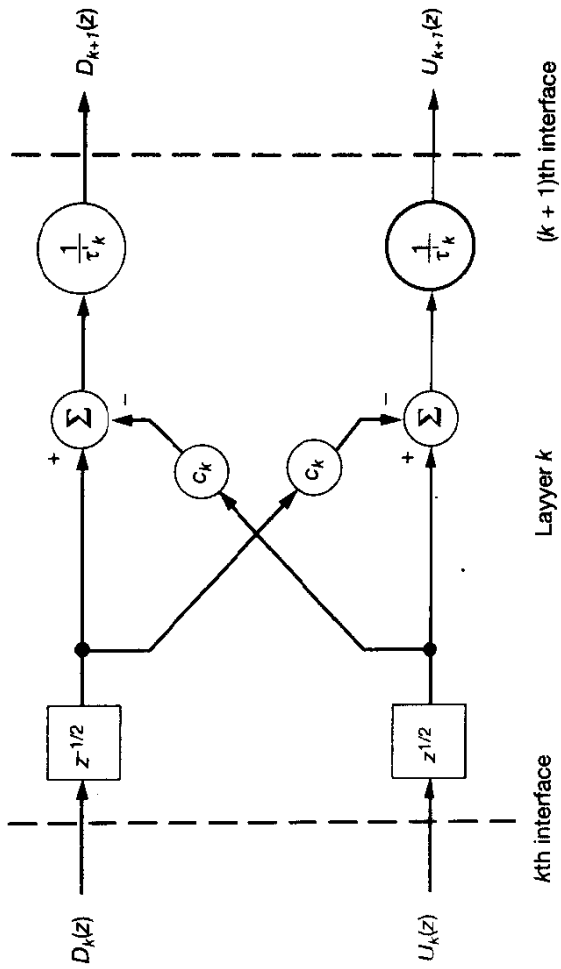 D_k(z)
z^{-1/2}
+
Σ
−
1/τ'_k
D_{k+1}(z)
c_k
c_k
U_k(z)
z^{1/2}
+
Σ
−
1/τ'_k
U_{k+1}(z)
kth interface
Layyer k
(k + 1)th interface